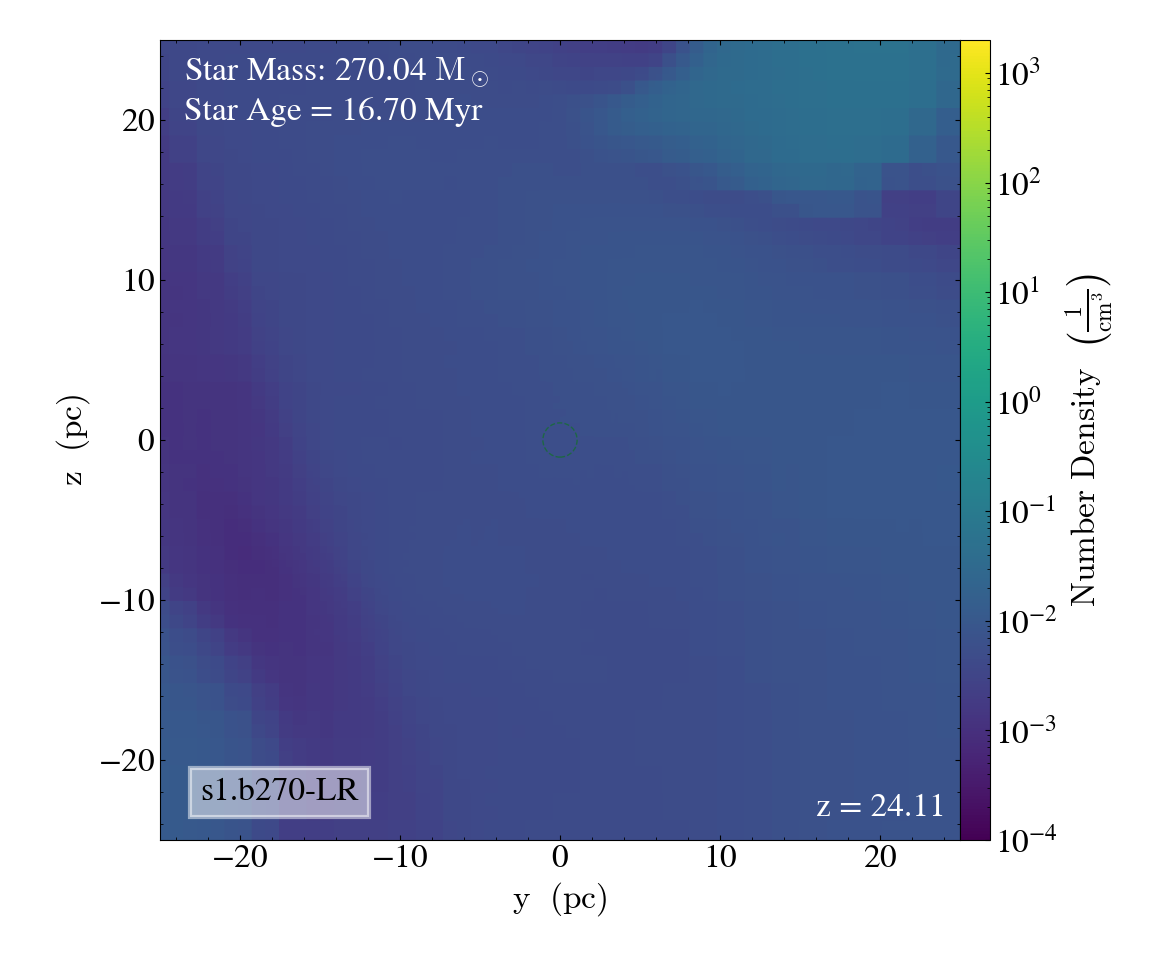 Star Mass: 270.04 M⊙
Star Age = 16.70 Myr
20
10
0
−10
−20
z (pc)
s1.b270-LR
z = 24.11
−20
−10
0
10
20
y (pc)
10³
10²
10¹
10⁰
10⁻¹
10⁻²
10⁻³
10⁻⁴
Number Density (1/cm³)